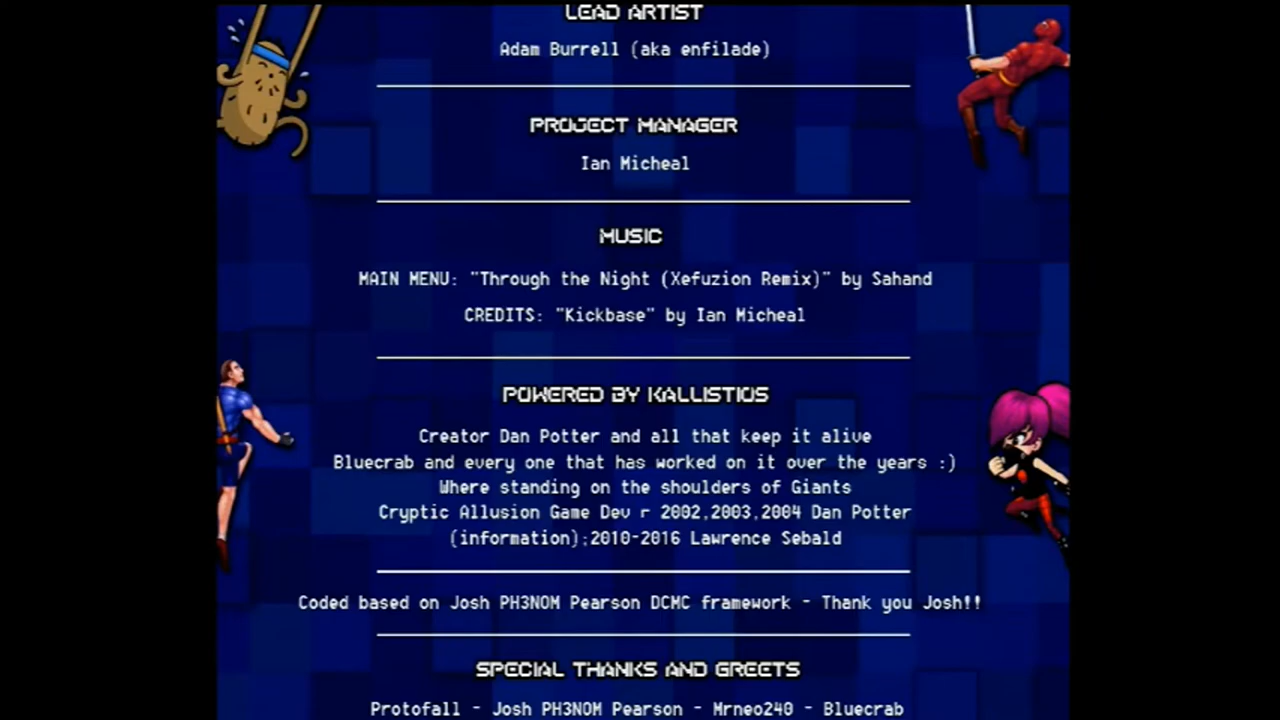 LEAD ARTIST
Adam Burrell (aka enfilade)
PROJECT MANAGER
Ian Micheal
MUSIC
MAIN MENU: "Through the Night (Xefuzion Remix)" by Sahand
CREDITS: "Kickbase" by Ian Micheal
POWERED BY KALLISTIOS
Creator Dan Potter and all that keep it alive
Bluecrab and every one that has worked on it over the years :)
Where standing on the shoulders of Giants
Cryptic Allusion Game Dev r 2002,2003,2004 Dan Potter
(information);2010-2016 Lawrence Sebald
Coded based on Josh PH3NOM Pearson DCMC framework - Thank you Josh!!
SPECIAL THANKS AND GREETS
Protofall - Josh PH3NOM Pearson - Mrneo240 - Bluecrab